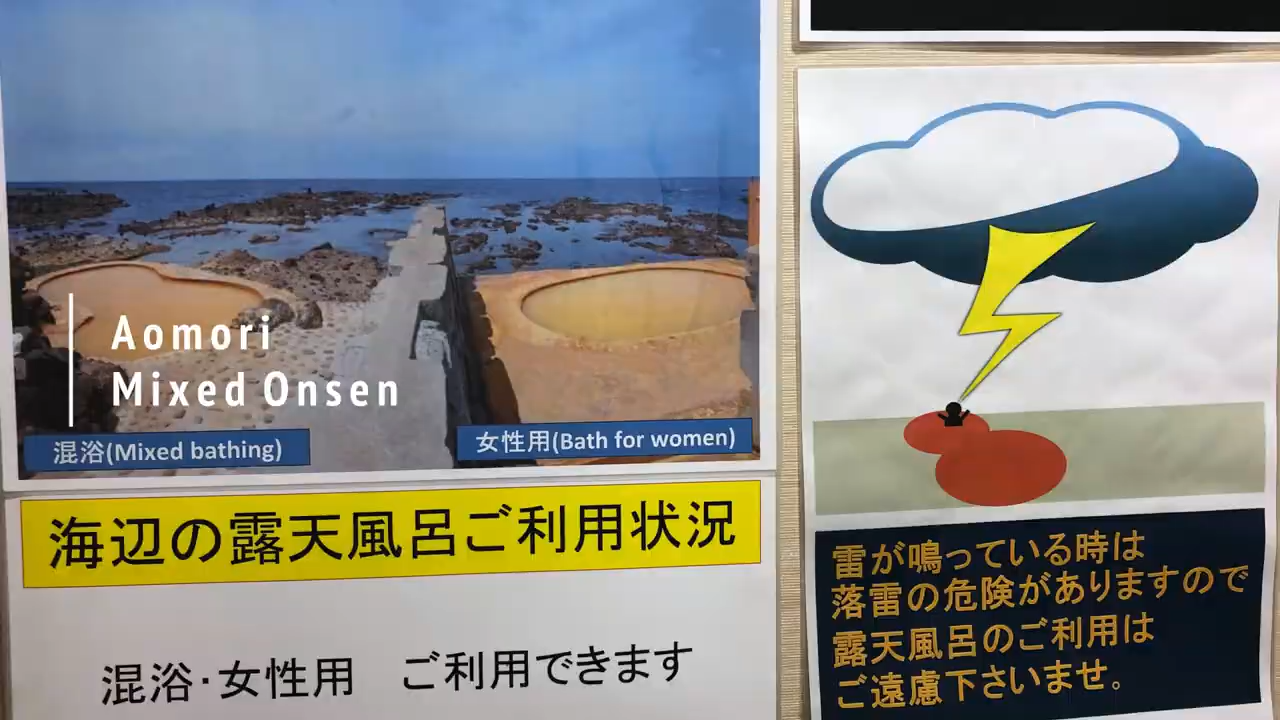 Aomori
Mixed Onsen
混浴(Mixed bathing)
女性用(Bath for women)
海辺の露天風呂ご利用状況
混浴・女性用　ご利用できます
雷が鳴っている時は
落雷の危険がありますので
露天風呂のご利用は
ご遠慮下さいませ。